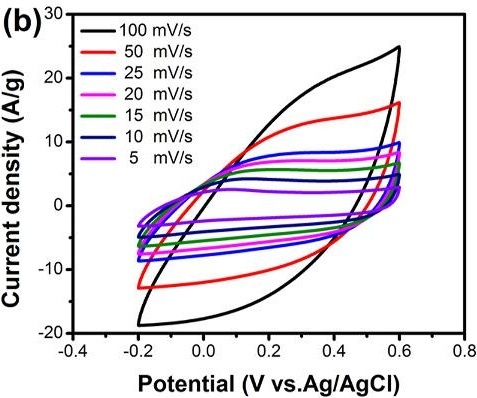 (b)
Current density (A/g)
30
20
10
0
-10
-20
100 mV/s
50 mV/s
25 mV/s
20 mV/s
15 mV/s
10 mV/s
5 mV/s
-0.4 -0.2 0.0 0.2 0.4 0.6 0.8
Potential (V vs.Ag/AgCl)